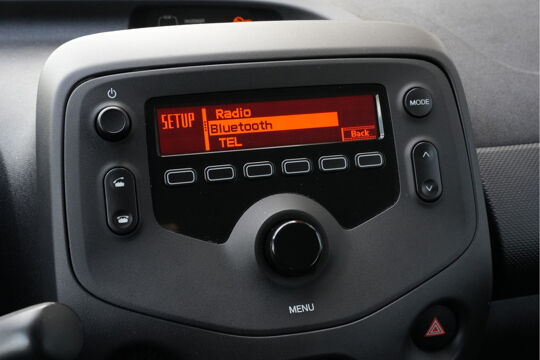 SETUP
Radio
Bluetooth
TEL
Back
MODE
MENU